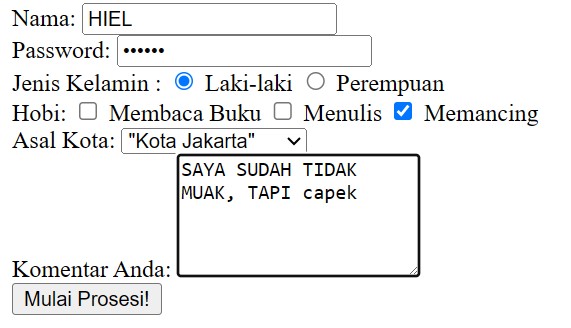 Nama: HIEL
Password: ••••••
Jenis Kelamin : Laki-laki Perempuan
Hobi: Membaca Buku Menulis Memancing
Asal Kota: "Kota Jakarta"
SAYA SUDAH TIDAK
MUAK, TAPI capek
Komentar Anda:
Mulai Prosesi!